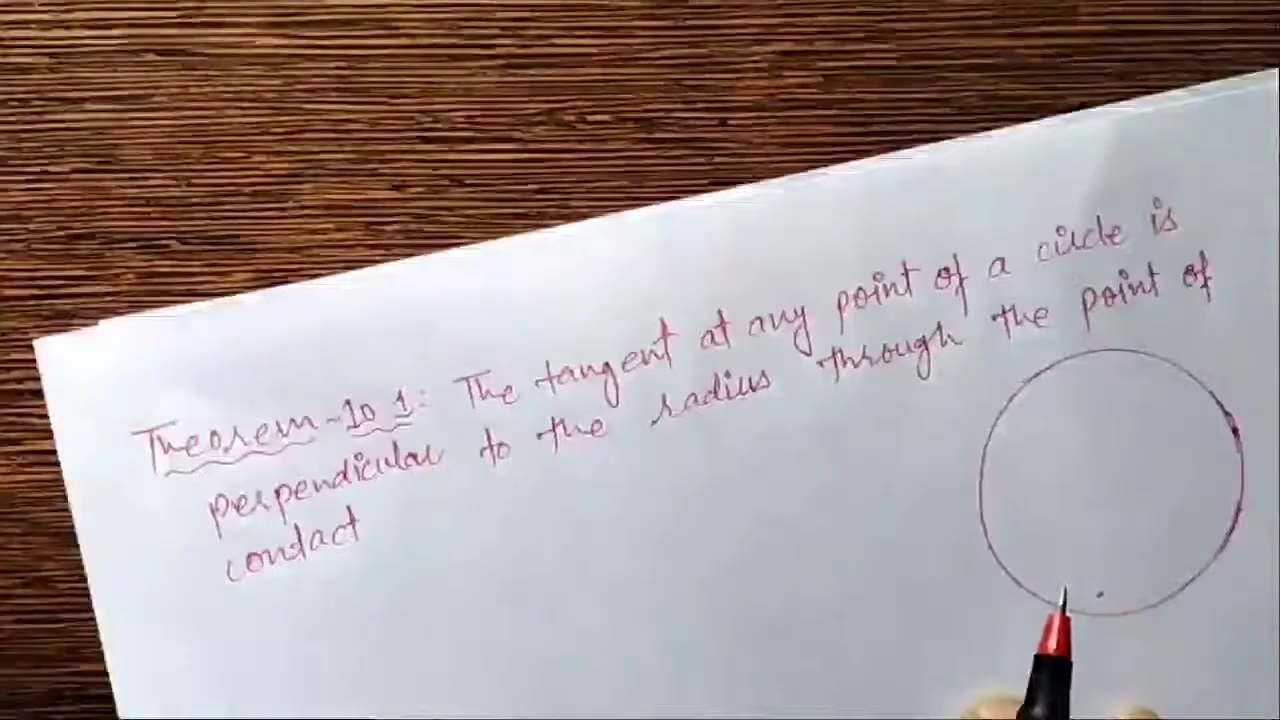 Theorem-10.1: The tangent at any point of a circle is
perpendicular to the radius through the point of
contact